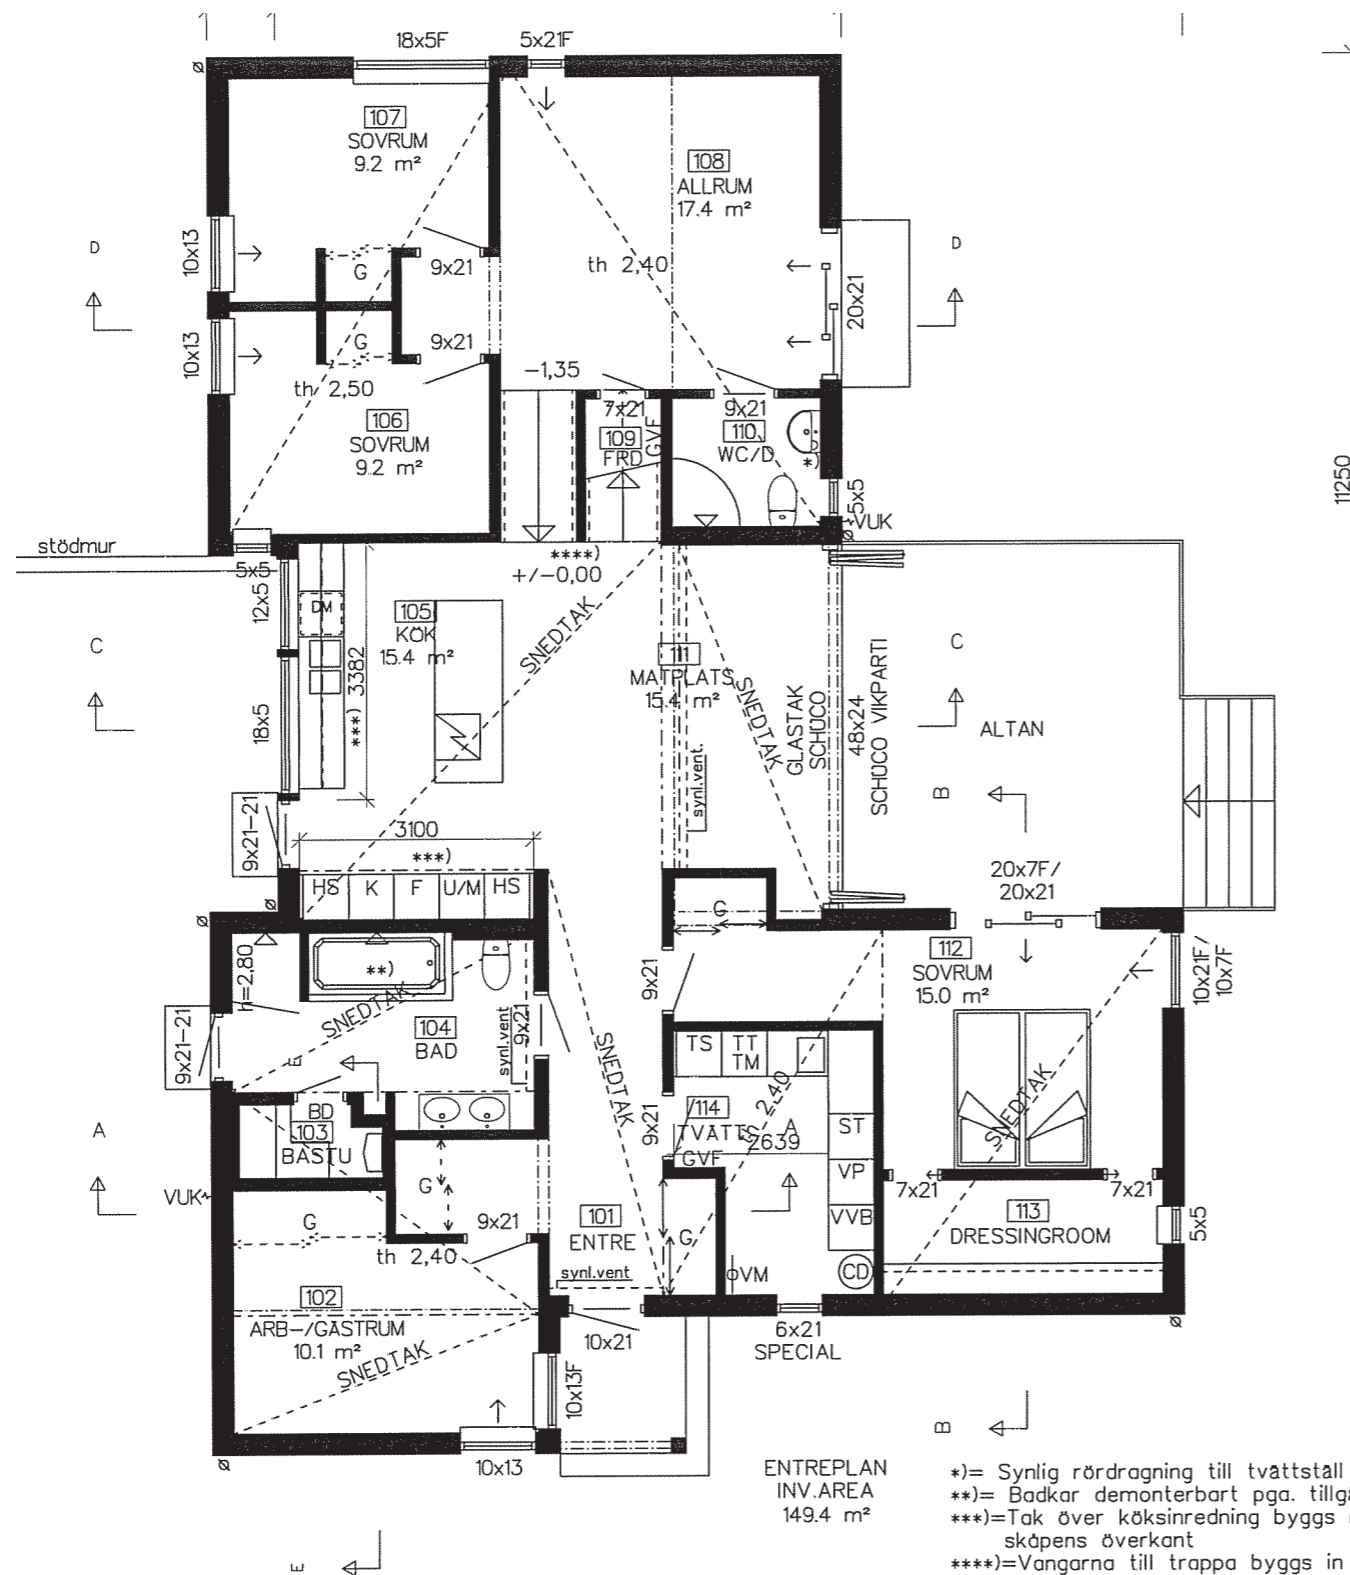 18x5F
5x21F
107
SOVRUM
9.2 m²
108
ALLRUM
17.4 m²
D
D
10x13
G
9x21
th 2,40
20x21
10x13
G
9x21
th 2,50
-1,35
106
SOVRUM
9.2 m²
7x21
109
FRD
GVF
9x21
110
WC/D
*)
5x5
VUK
11250
stödmur
5x5
****)
+/-0,00
12x5
DM
105
KÖK
15.4 m²
SNEDTAK
3382
***)
18x5
111
MATPLATS
15.4 m²
SNEDTAK
GLASTAK
SCHÜCO
48x24
SCHÜCO VIKPARTI
synl.vent.
C
C
ALTAN
B
9x21-21
3100
***)
HS
K
F
U/M
HS
20x7F/
20x21
G
h=2.80
**)
SNEDTAK
9x21
112
SOVRUM
15.0 m²
10x21F/
10x7F
9x21-21
104
BAD
synl.vent
9x21
E
SNEDTAK
TS
TT
TM
2,40
SNEDTAK
BD
103
BASTU
9x21
114
TVÄTT
A
2639
GVF
ST
VP
VVB
CD
A
VUK
G
9x21
101
ENTRE
G
7x21
7x21
113
DRESSINGROOM
5x5
G
th 2,40
synl.vent
VM
102
ARB-/GÄSTRUM
10.1 m²
SNEDTAK
10x21
6x21
SPECIAL
10x13F
10x13
B
ENTREPLAN
INV.AREA
149.4 m²
*)= Synlig rördragning till tvättställ
**)= Badkar demonterbart pga.
***)=Tak över köksinredning byggs
skåpens överkant
****)=Vangarna till trappa byggs in
E